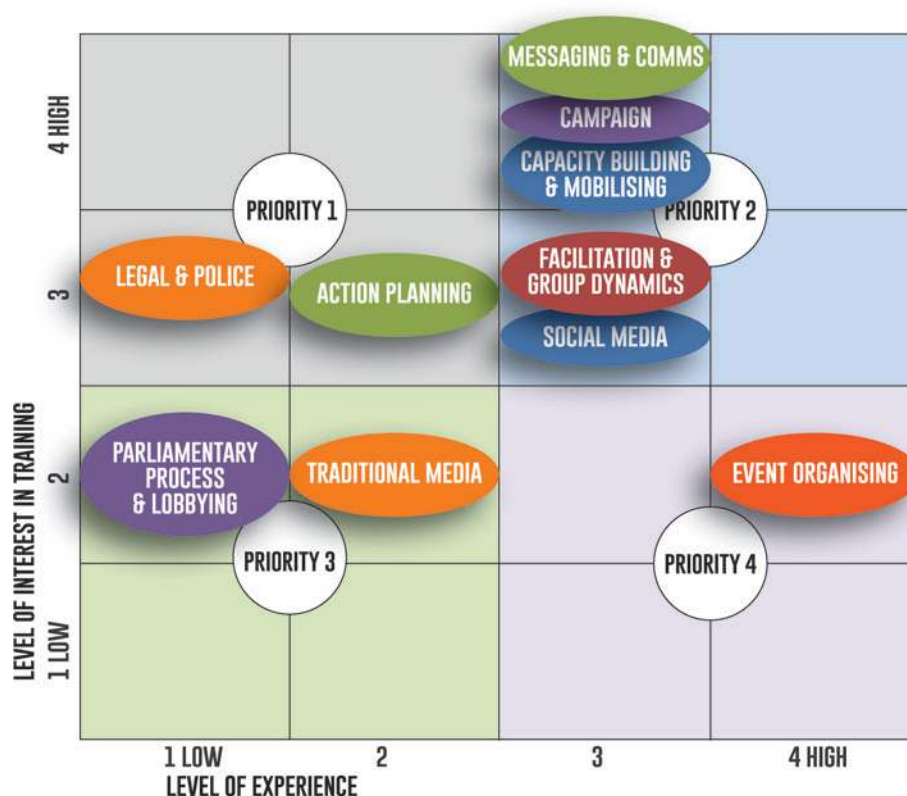 MESSAGING & COMMS
4 HIGH
CAMPAIGN
CAPACITY BUILDING
& MOBILISING
PRIORITY 1
PRIORITY 2
3
LEGAL & POLICE
ACTION PLANNING
FACILITATION &
GROUP DYNAMICS
SOCIAL MEDIA
LEVEL OF INTEREST IN TRAINING
2
PARLIAMENTARY
PROCESS
& LOBBYING
TRADITIONAL MEDIA
EVENT ORGANISING
PRIORITY 3
PRIORITY 4
1 LOW
1 LOW
2
3
4 HIGH
LEVEL OF EXPERIENCE